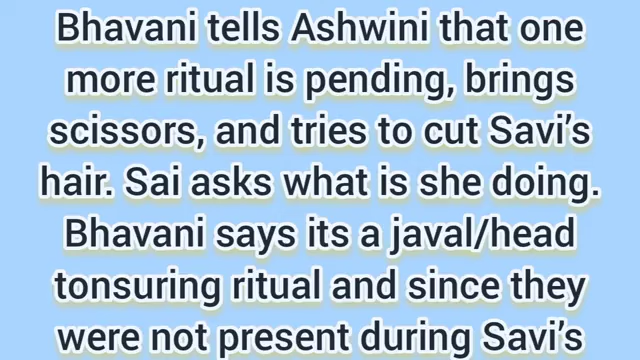 Bhavani tells Ashwini that one
more ritual is pending, brings
scissors, and tries to cut Savi's
hair. Sai asks what is she doing.
Bhavani says its a javal/head
tonsuring ritual and since they
were not present during Savi's